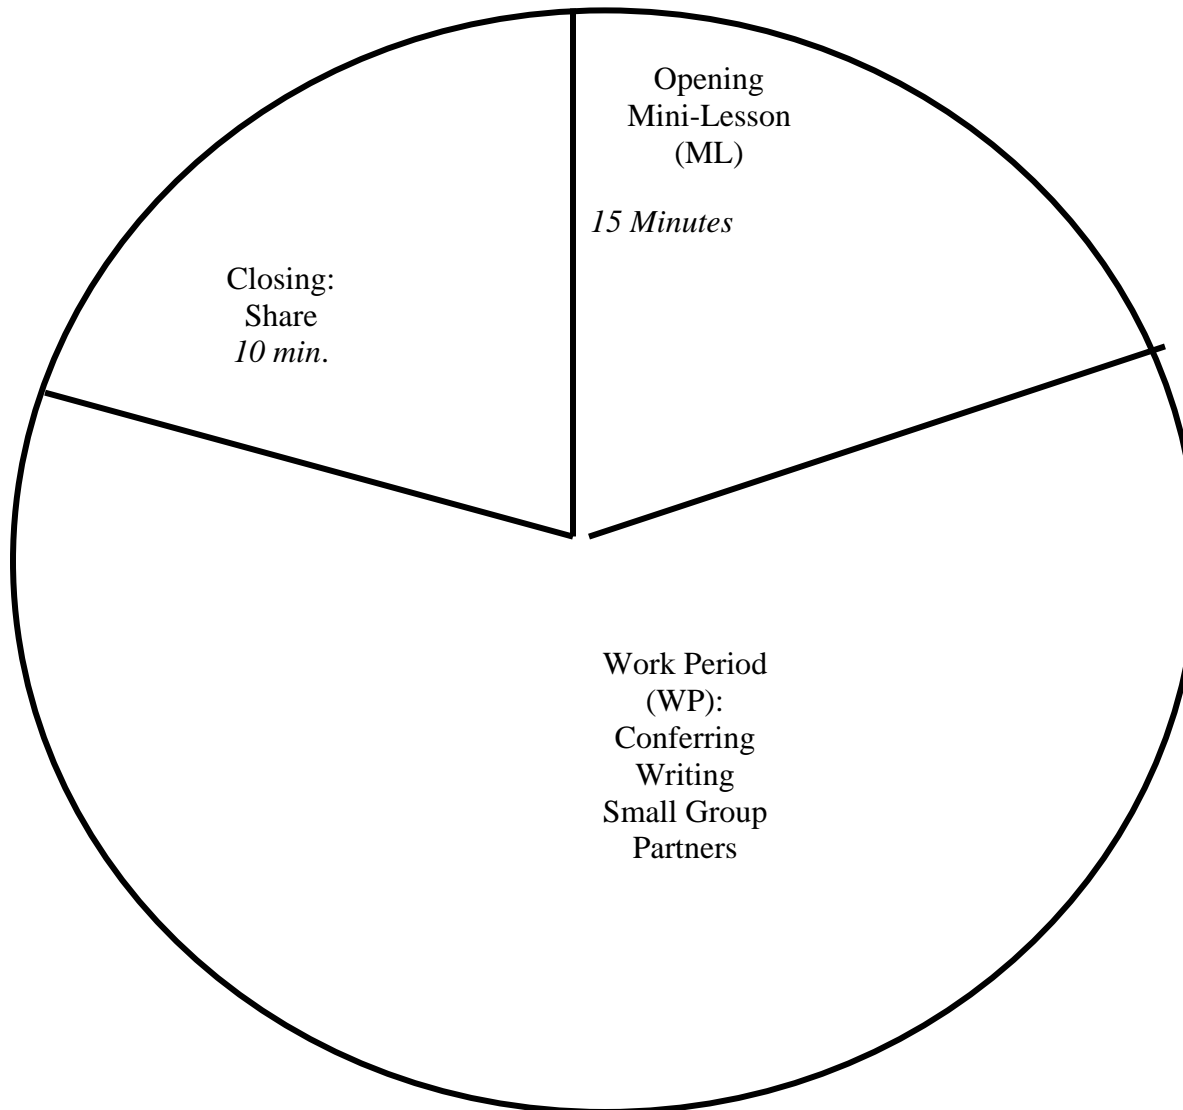 Opening
Mini-Lesson
(ML)
15 Minutes
Closing:
Share
10 min.
Work Period
(WP):
Conferring
Writing
Small Group
Partners